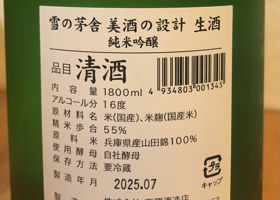 雪の茅舎 美酒の設計 生酒
純米吟醸
品目 清酒
内容量 1800ml
アルコール分 16度
原材料名 米(国産)、米麹(国産米)
精米歩合 55%
原料米 兵庫県産山田錦100%
使用酵母 自社酵母
保存方法 要冷蔵
製造年月 2025.07
4 934803 001345
プラ
キャップ